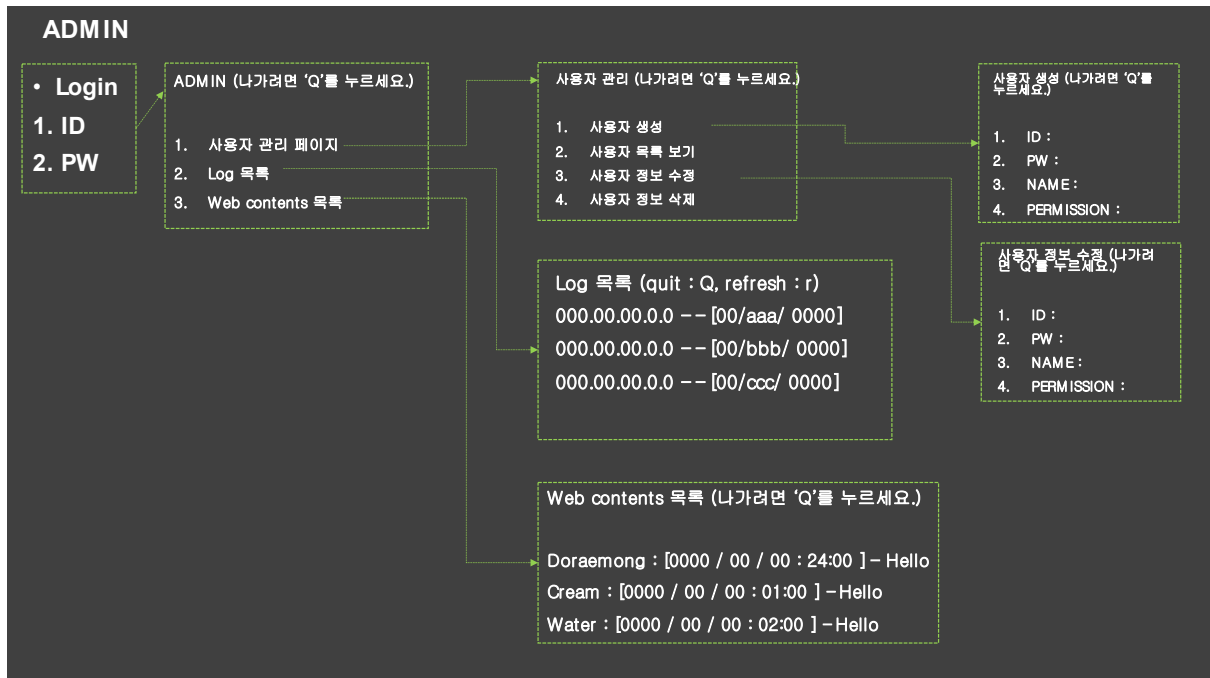 ADMIN
• Login
1. ID
2. PW
ADMIN (나가려면 ‘Q’를 누르세요.)
1. 사용자 관리 페이지
2. Log 목록
3. Web contents 목록
사용자 관리 (나가려면 ‘Q’를 누르세요.)
1. 사용자 생성
2. 사용자 목록 보기
3. 사용자 정보 수정
4. 사용자 정보 삭제
사용자 생성 (나가려면 ‘Q’를
누르세요.)
1. ID :
2. PW :
3. NAME :
4. PERMISSION :
사용자 정보 수정 (나가려
면 ‘Q’를 누르세요.)
1. ID :
2. PW :
3. NAME :
4. PERMISSION :
Log 목록 (quit : Q, refresh : r)
000.00.00.0.0 -- [00/aaa/ 0000]
000.00.00.0.0 -- [00/bbb/ 0000]
000.00.00.0.0 -- [00/ccc/ 0000]
Web contents 목록 (나가려면 ‘Q’를 누르세요.)
Doraemong : [0000 / 00 / 00 : 24:00 ] – Hello
Cream : [0000 / 00 / 00 : 01:00 ] – Hello
Water : [0000 / 00 / 00 : 02:00 ] – Hello